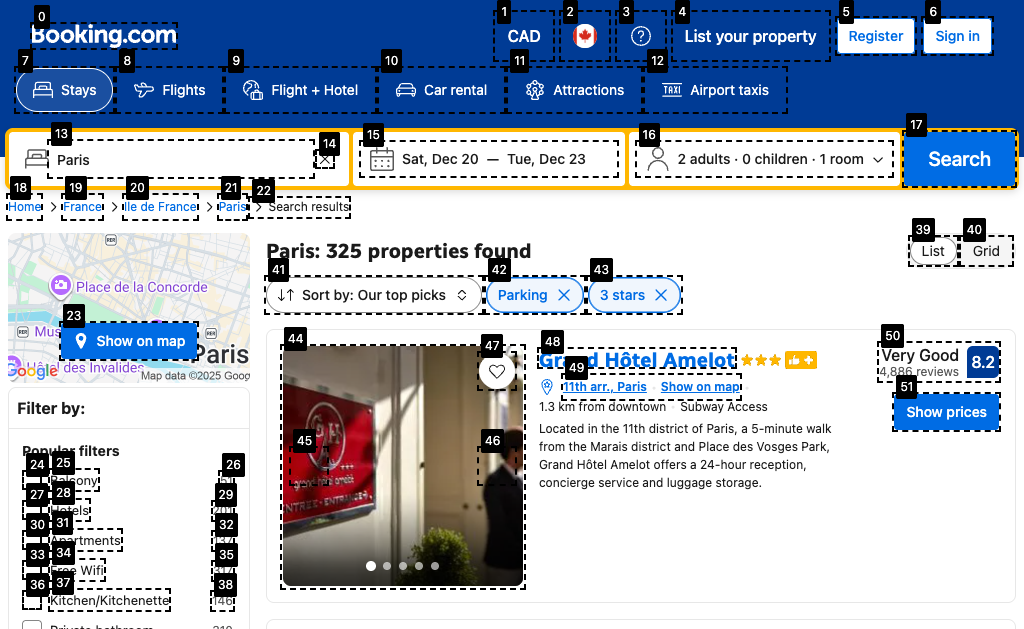 Booking.com
CAD
List your property
Register
Sign in
Stays
Flights
Flight + Hotel
Car rental
Attractions
Airport taxis
Paris
Sat, Dec 20 — Tue, Dec 23
2 adults · 0 children · 1 room
Search
Home
France
Ile de France
Paris
Search results
Place de la Concorde
Show on map
Paris
des Invalides
Google
Map data ©2025 Goog
Paris: 325 properties found
List
Grid
Sort by: Our top picks
Parking
3 stars
Filter by:
Popular filters
Balcony
Hotels
Apartments
Free Wifi
Kitchen/Kitchenette
146
Private bathroom
Grand Hôtel Amelot
11th arr., Paris
Show on map
1.3 km from downtown
Subway Access
Located in the 11th district of Paris, a 5-minute walk
from the Marais district and Place des Vosges Park,
Grand Hôtel Amelot offers a 24-hour reception,
concierge service and luggage storage.
Very Good
4,886 reviews
8.2
Show prices
0
1
2
3
4
5
6
7
8
9
10
11
12
13
14
15
16
17
18
19
20
21
22
23
24
25
26
27
28
29
30
31
32
33
34
35
36
37
38
39
40
41
42
43
44
45
46
47
48
49
50
51